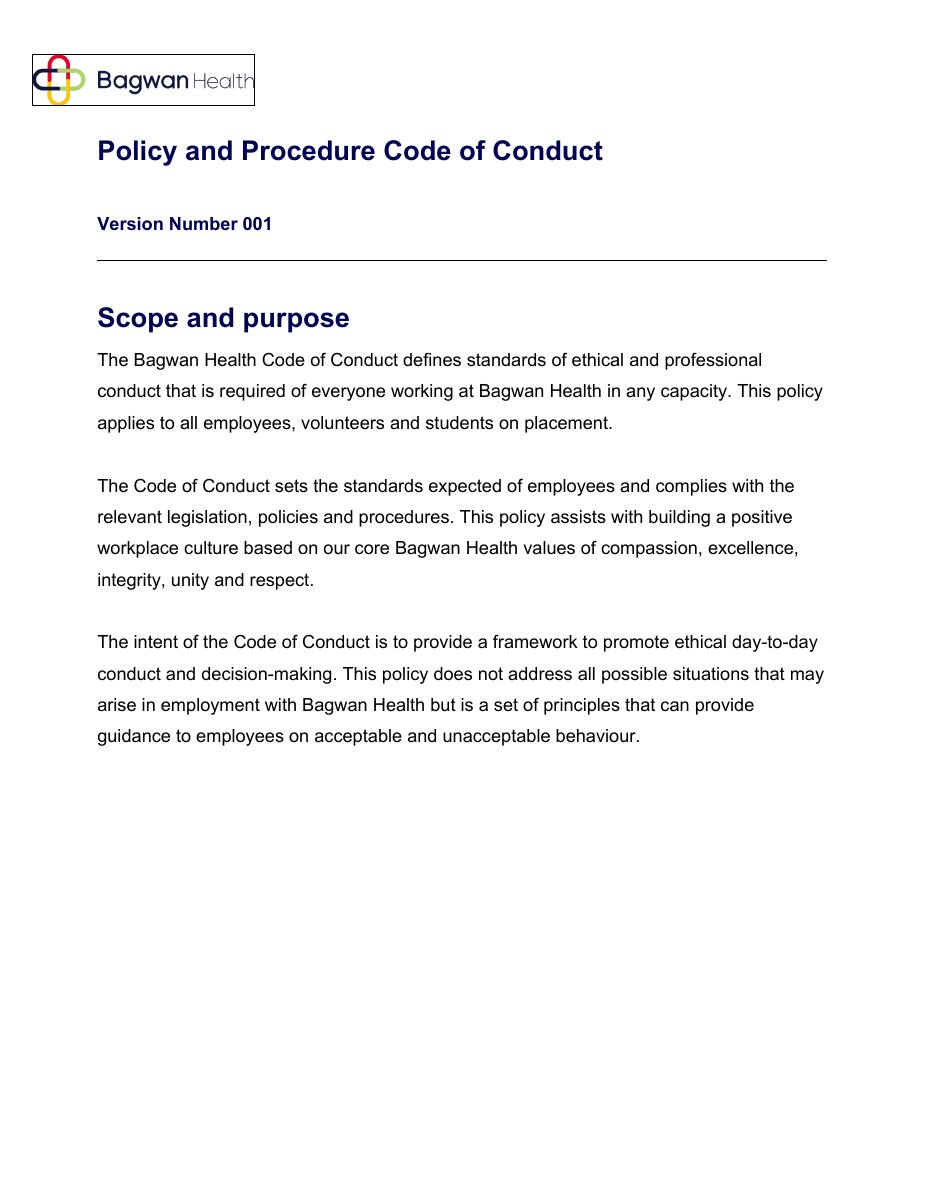 Bagwan Health
Policy and Procedure Code of Conduct
Version Number 001
Scope and purpose
The Bagwan Health Code of Conduct defines standards of ethical and professional
conduct that is required of everyone working at Bagwan Health in any capacity. This policy
applies to all employees, volunteers and students on placement.
The Code of Conduct sets the standards expected of employees and complies with the
relevant legislation, policies and procedures. This policy assists with building a positive
workplace culture based on our core Bagwan Health values of compassion, excellence,
integrity, unity and respect.
The intent of the Code of Conduct is to provide a framework to promote ethical day-to-day
conduct and decision-making. This policy does not address all possible situations that may
arise in employment with Bagwan Health but is a set of principles that can provide
guidance to employees on acceptable and unacceptable behaviour.